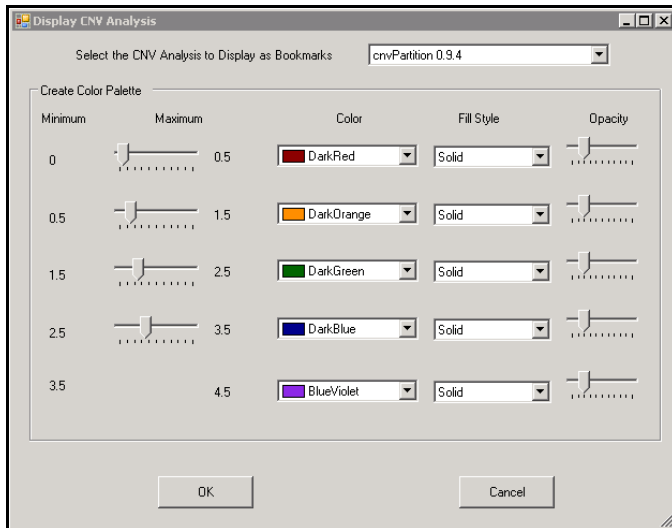 Display CNV Analysis
Select the CNV Analysis to Display as Bookmarks cnvPartition 0.9.4
Create Color Palette
Minimum Maximum Color Fill Style Opacity
0 0.5 DarkRed Solid
0.5 1.5 DarkOrange Solid
1.5 2.5 DarkGreen Solid
2.5 3.5 DarkBlue Solid
3.5 4.5 BlueViolet Solid
OK Cancel